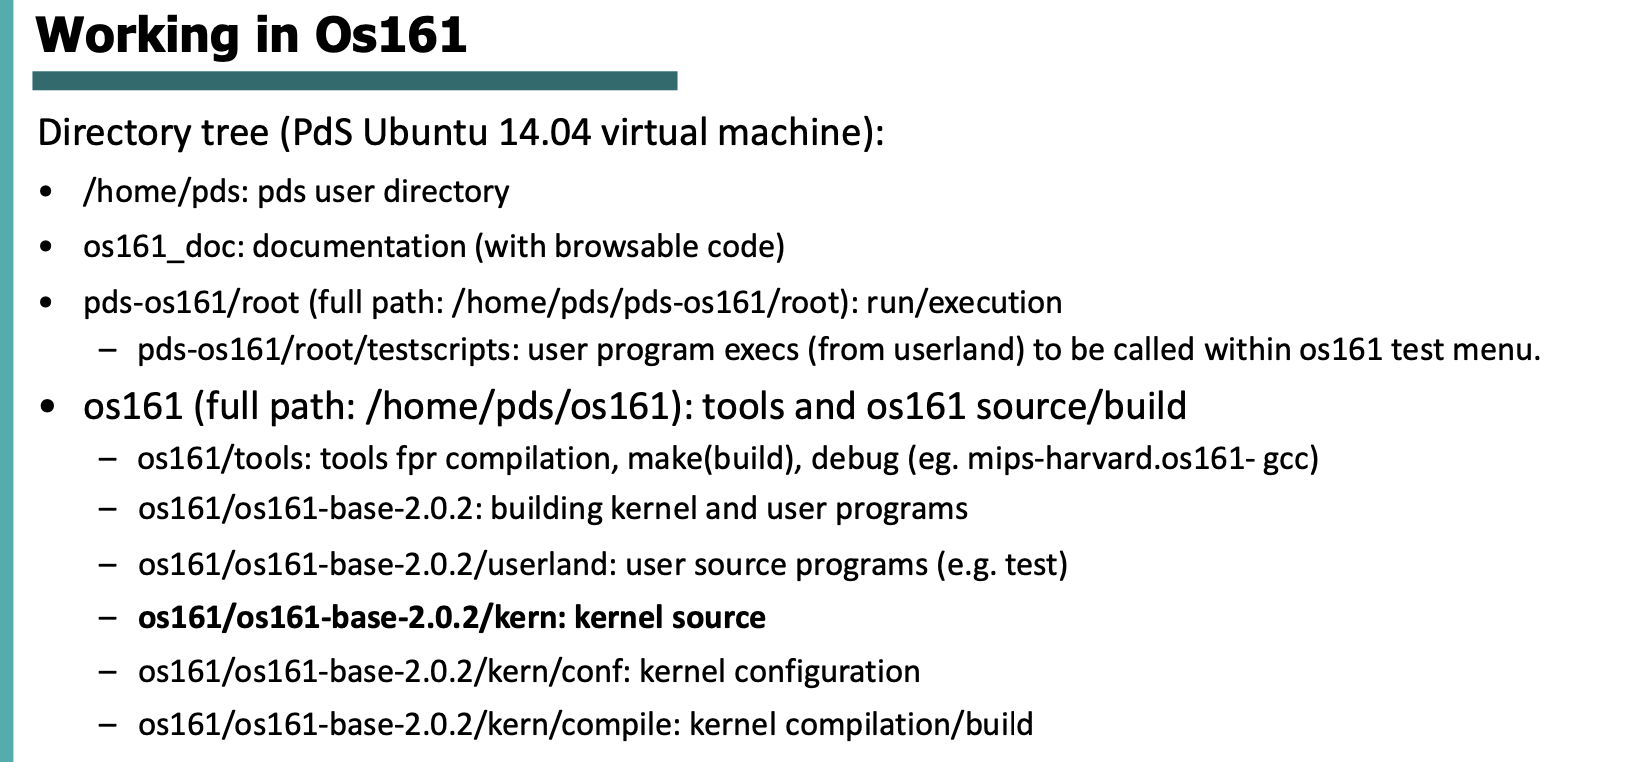 Working in Os161
Directory tree (PdS Ubuntu 14.04 virtual machine):
• /home/pds: pds user directory
• os161_doc: documentation (with browsable code)
• pds-os161/root (full path: /home/pds/pds-os161/root): run/execution
– pds-os161/root/testscripts: user program execs (from userland) to be called within os161 test menu.
• os161 (full path: /home/pds/os161): tools and os161 source/build
– os161/tools: tools fpr compilation, make(build), debug (eg. mips-harvard.os161- gcc)
– os161/os161-base-2.0.2: building kernel and user programs
– os161/os161-base-2.0.2/userland: user source programs (e.g. test)
– os161/os161-base-2.0.2/kern: kernel source
– os161/os161-base-2.0.2/kern/conf: kernel configuration
– os161/os161-base-2.0.2/kern/compile: kernel compilation/build